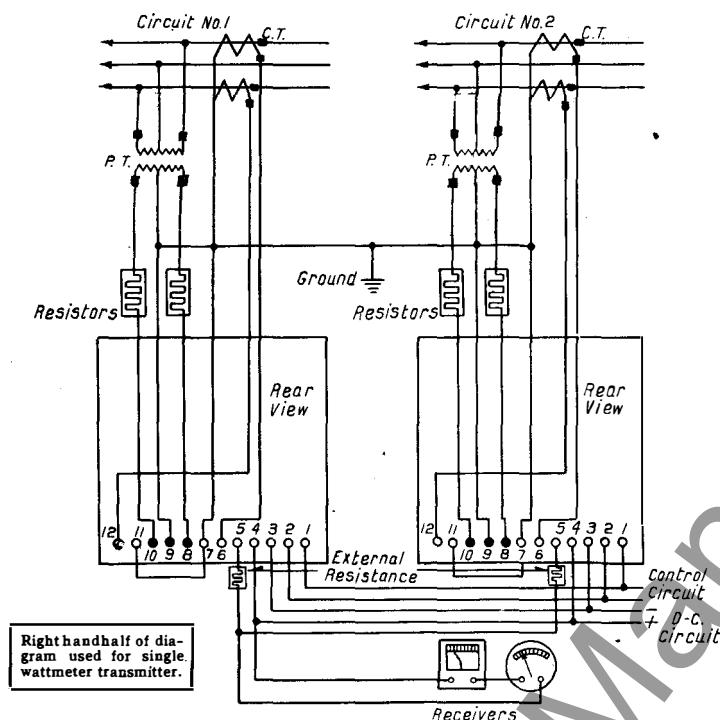 Circuit No.1
C.T.
Circuit No.2
C.T.
P.T.
P.T.
Ground
Resistors
Resistors
Rear
View
Rear
View
12 11 10 9 8 7 6 5 4 3 2 1
12 11 10 9 8 7 6 5 4 3 2 1
External
Resistance
Control
Circuit
−
+ D-C.
Circuit
Right hand half of dia-
gram used for single
wattmeter transmitter.
Receivers
Man